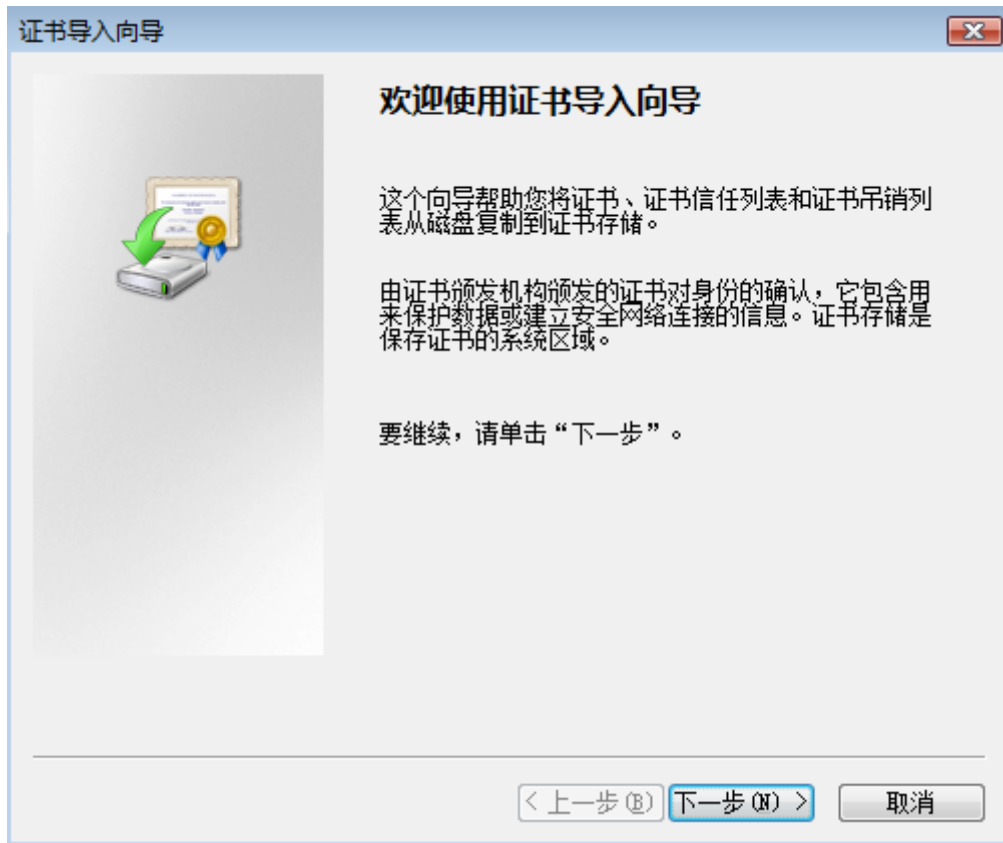 证书导入向导
欢迎使用证书导入向导
这个向导帮助您将证书、证书信任列表和证书吊销列
表从磁盘复制到证书存储。
由证书颁发机构颁发的证书对身份的确认，它包含用
来保护数据或建立安全网络连接的信息。证书存储是
保存证书的系统区域。
要继续，请单击“下一步”。
< 上一步(B) 下一步(N) > 取消